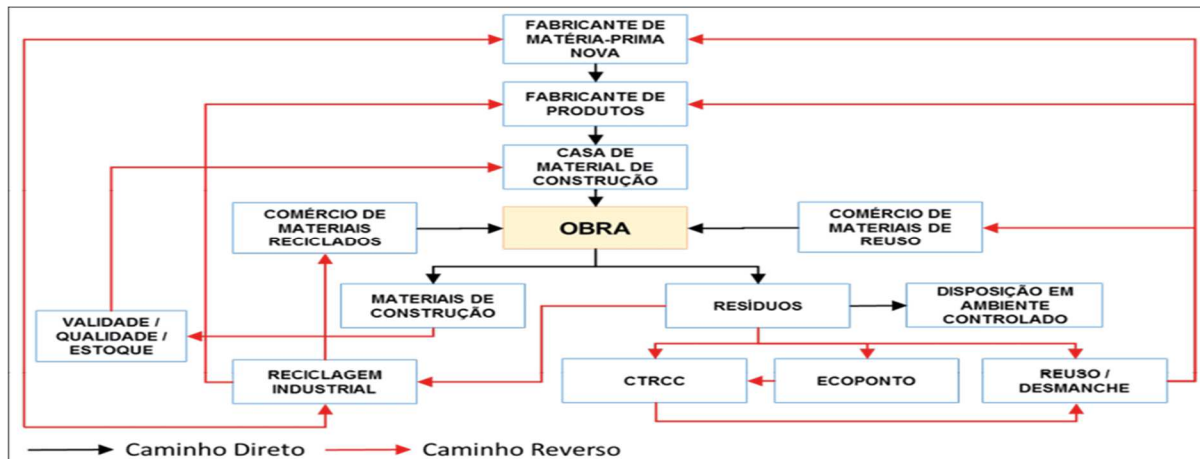 FABRICANTE DE
MATÉRIA-PRIMA
NOVA
FABRICANTE DE
PRODUTOS
CASA DE
MATERIAL DE
CONSTRUÇÃO
COMÉRCIO DE
MATERIAIS
RECICLADOS
OBRA
COMÉRCIO DE
MATERIAIS DE
REUSO
MATERIAIS DE
CONSTRUÇÃO
RESÍDUOS
DISPOSIÇÃO EM
AMBIENTE
CONTROLADO
VALIDADE /
QUALIDADE /
ESTOQUE
RECICLAGEM
INDUSTRIAL
CTRCC
ECOPONTO
REUSO /
DESMANCHE
Caminho Direto
Caminho Reverso